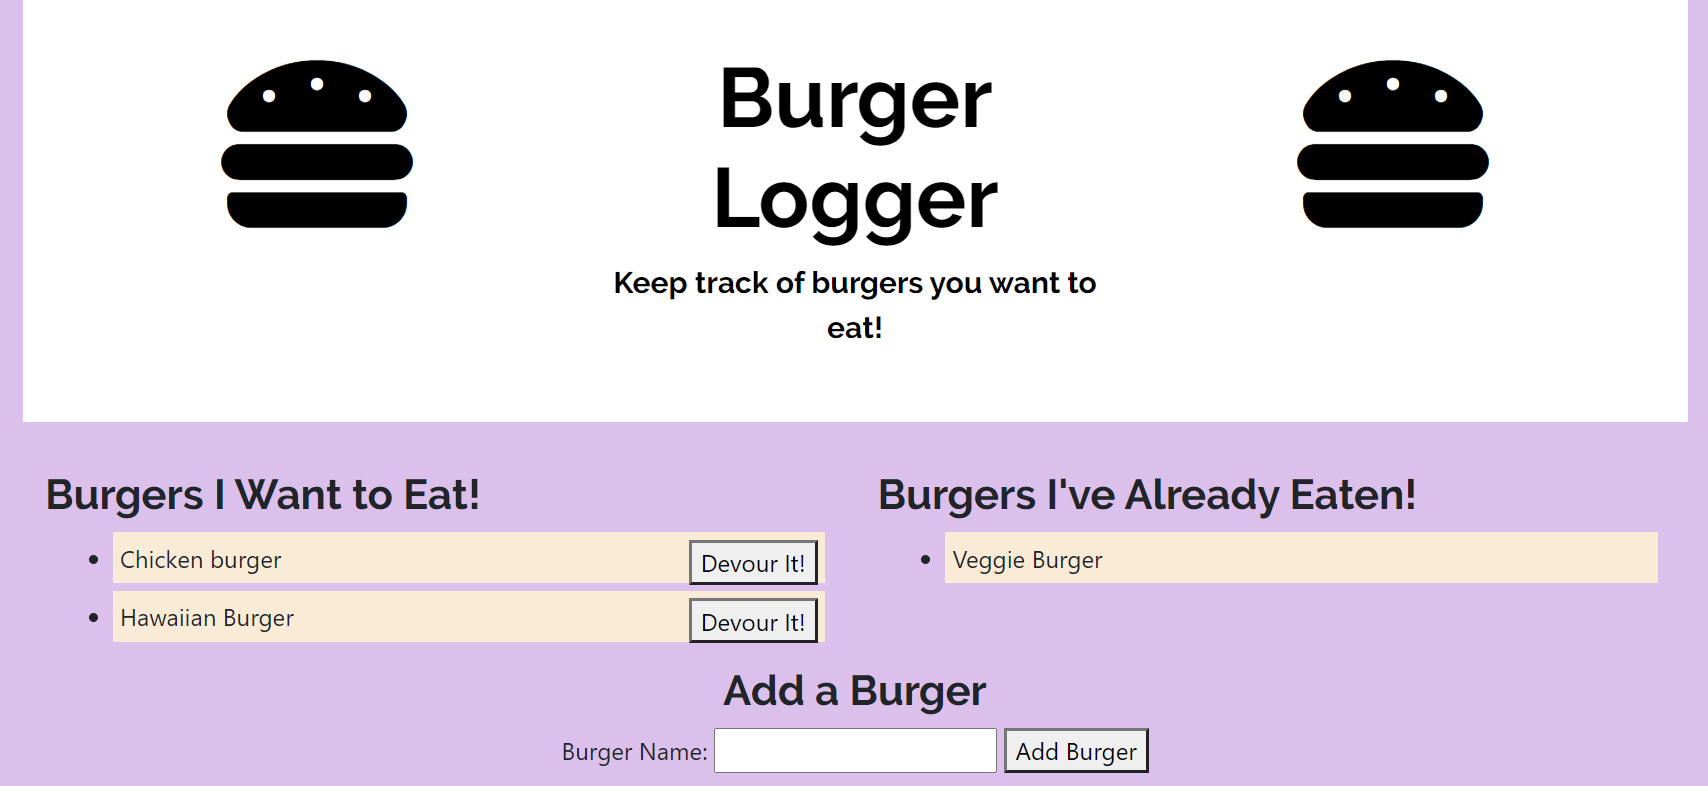 Burger
Logger
Keep track of burgers you want to
eat!
Burgers I Want to Eat!
Chicken burger
Devour It!
Hawaiian Burger
Devour It!
Burgers I've Already Eaten!
Veggie Burger
Add a Burger
Burger Name:
Add Burger